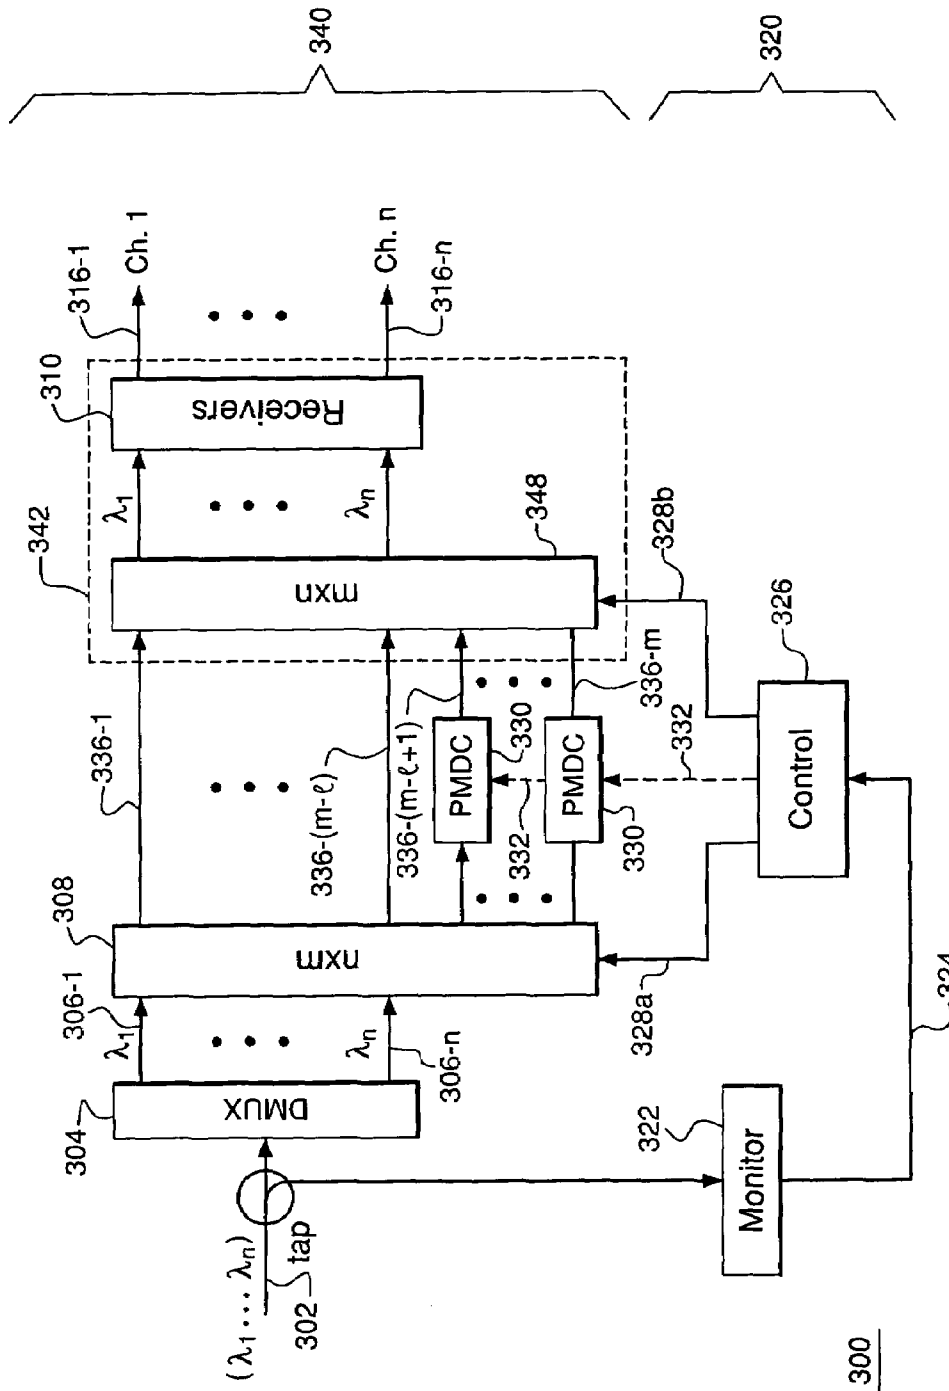 340
320
316-1
Ch. 1
316-n
Ch. n
310
Receivers
342
λ1
λn
348
mxn
328b
336-1
336-(m-ℓ)
336-(m-ℓ+1)
336-m
PMDC
330
332
PMDC
330
332
326
Control
308
nxm
328a
306-1
λ1
λn
306-n
304
DMUX
(λ1 ... λn)
tap
302
322
Monitor
324
300